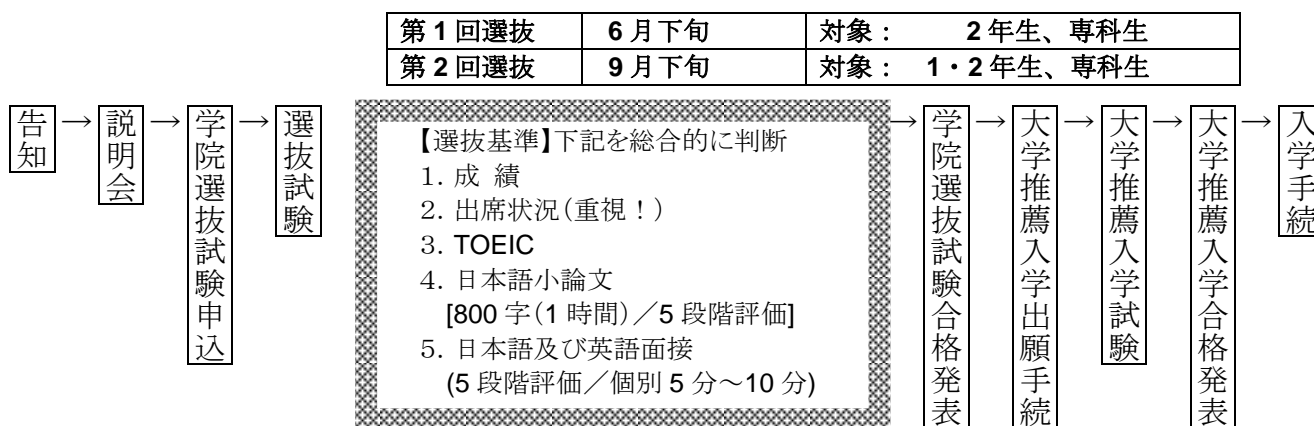 第1回選抜 6月下旬 対象： 2年生、専科生
第2回選抜 9月下旬 対象： 1・2年生、専科生
告知
→
説明会
→
学院選抜試験申込
→
選抜試験
【選抜基準】下記を総合的に判断
1. 成 績
2. 出席状況（重視！）
3. TOEIC
4. 日本語小論文
[800字（1時間）／5段階評価]
5. 日本語及び英語面接
(5段階評価／個別5分～10分)
→
学院選抜試験合格発表
→
大学推薦入学出願手続
→
大学推薦入学試験
→
大学推薦入学合格発表
→
入学手続